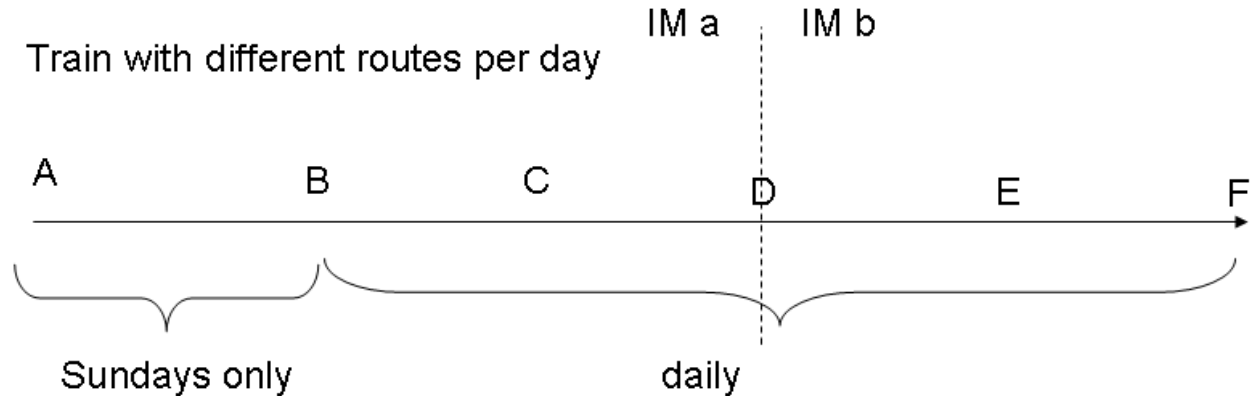 IM a IM b
Train with different routes per day
A B C D E F
Sundays only daily